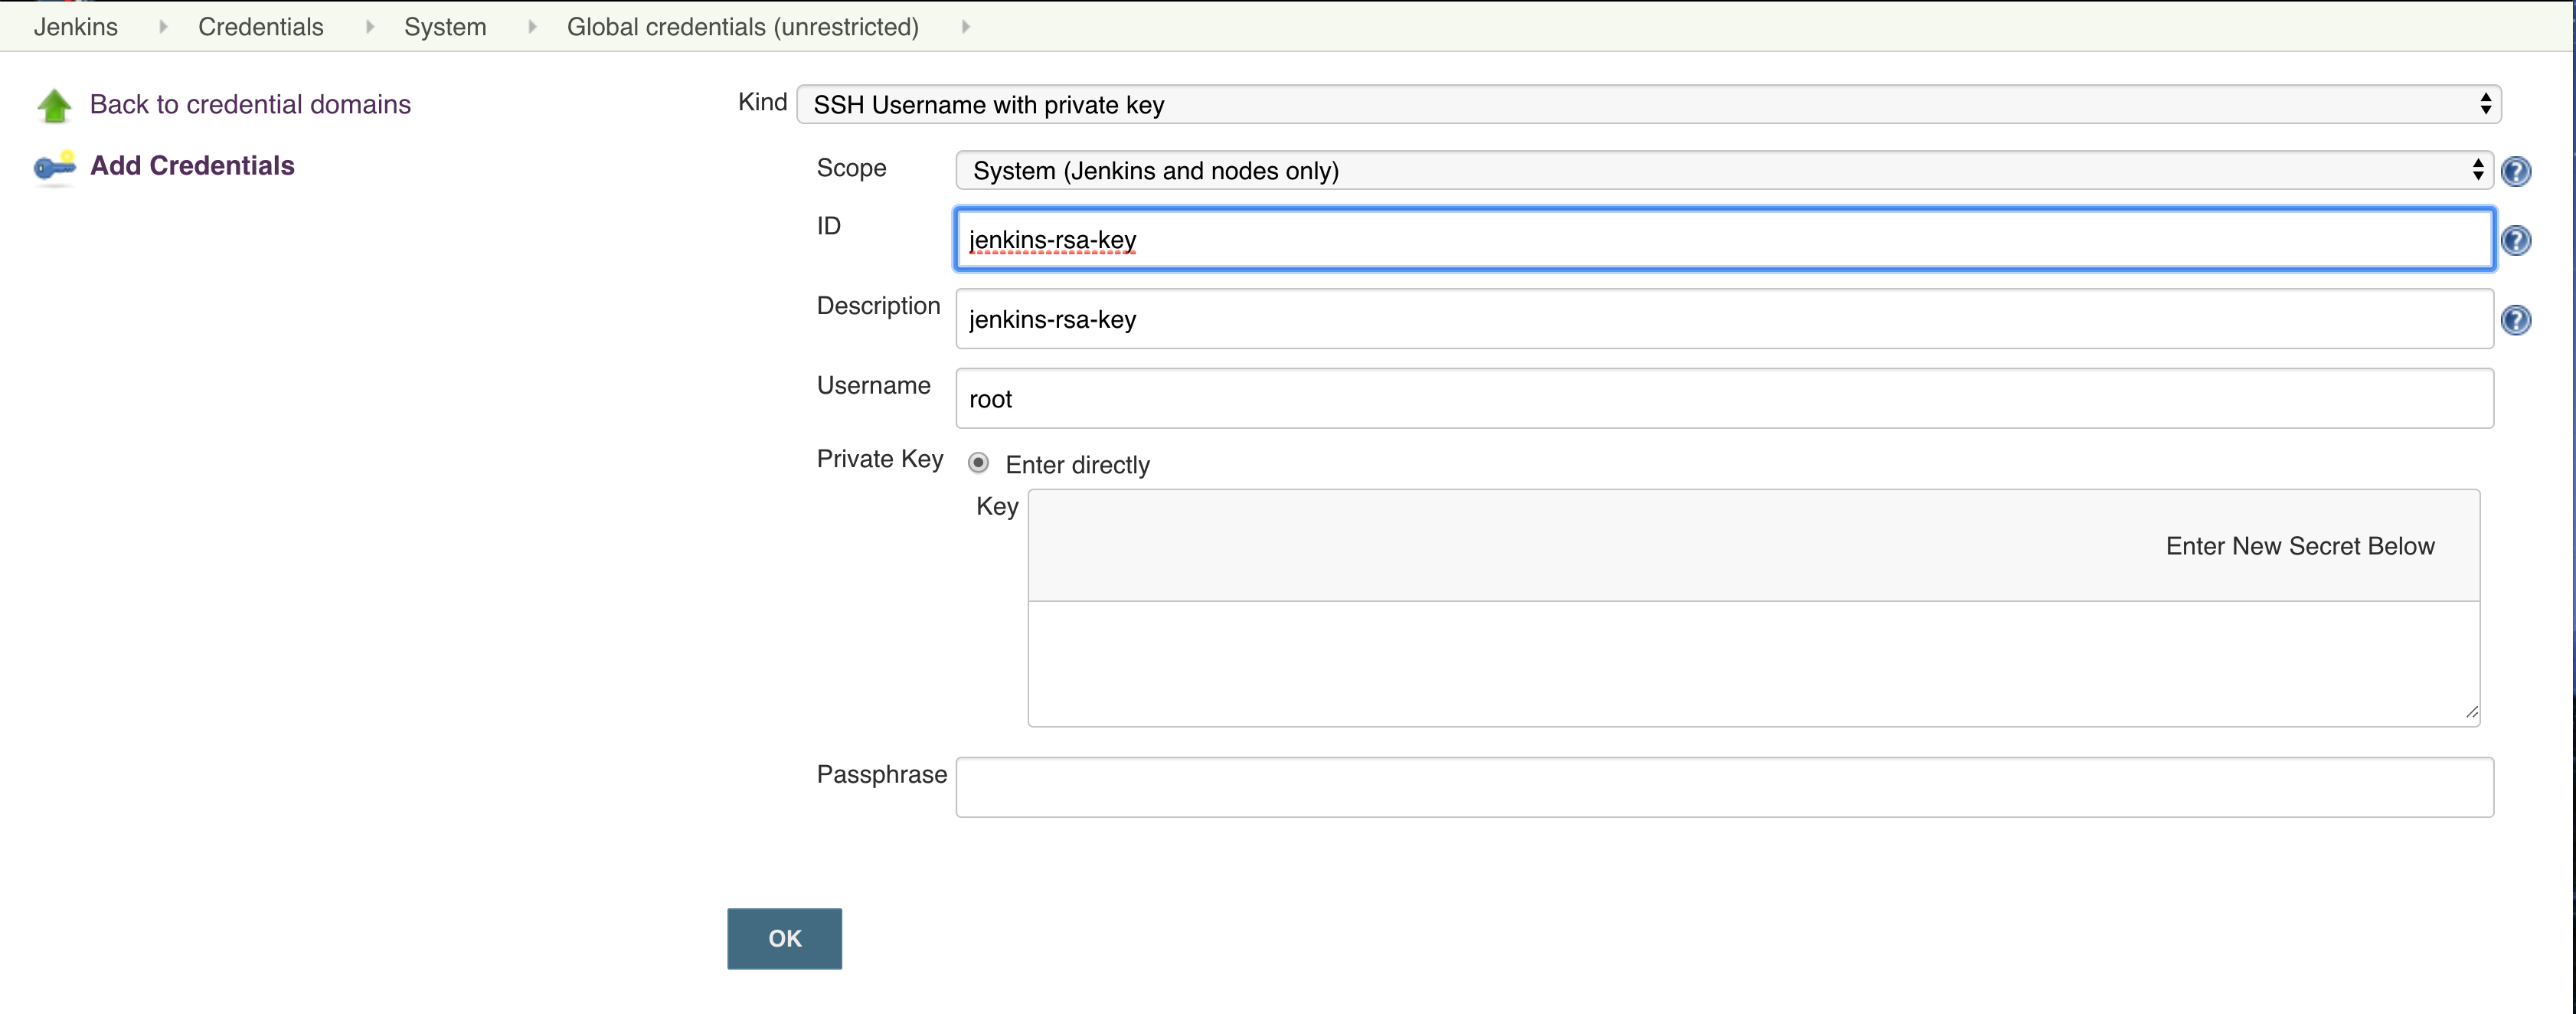 Jenkins Credentials System Global credentials (unrestricted)
Back to credential domains
Add Credentials
Kind SSH Username with private key
Scope System (Jenkins and nodes only)
ID jenkins-rsa-key
Description jenkins-rsa-key
Username root
Private Key Enter directly
Key
Enter New Secret Below
Passphrase
OK